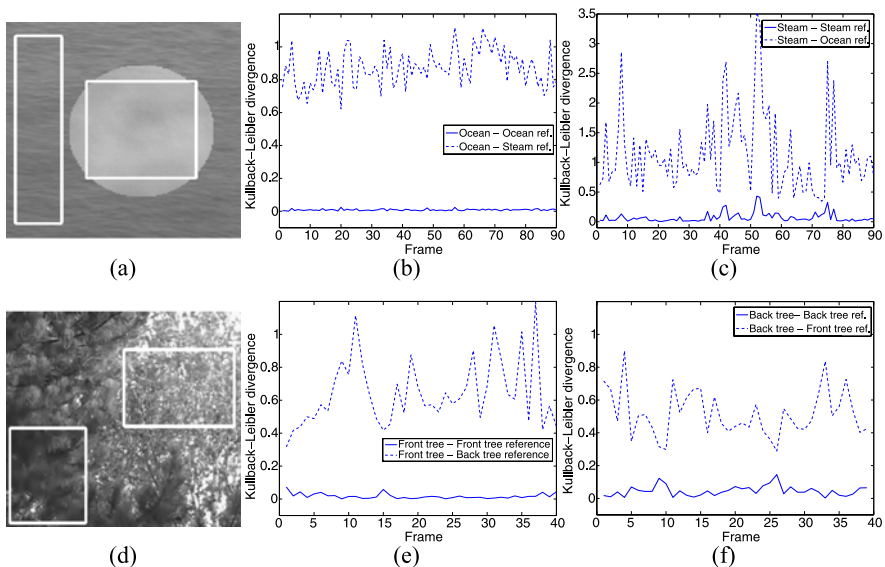 Kullback-Leibler divergence
1.2
1
0.8
0.6
0.4
0.2
0
Ocean – Ocean ref.
Ocean – Steam ref.
0 10 20 30 40 50 60 70 80 90
Frame
Kullback-Leibler divergence
3.5
3
2.5
2
1.5
1
0.5
0
Steam – Steam ref.
Steam – Ocean ref.
0 10 20 30 40 50 60 70 80 90
Frame
(a)
(b)
(c)
Kullback-Leibler divergence
1
0.8
0.6
0.4
0.2
0
Front tree – Front tree reference
Front tree – Back tree reference
0 5 10 15 20 25 30 35 40
Frame
Kullback-Leibler divergence
1
0.8
0.6
0.4
0.2
0
Back tree– Back tree ref.
Back tree – Front tree ref.
0 5 10 15 20 25 30 35 40
Frame
(d)
(e)
(f)